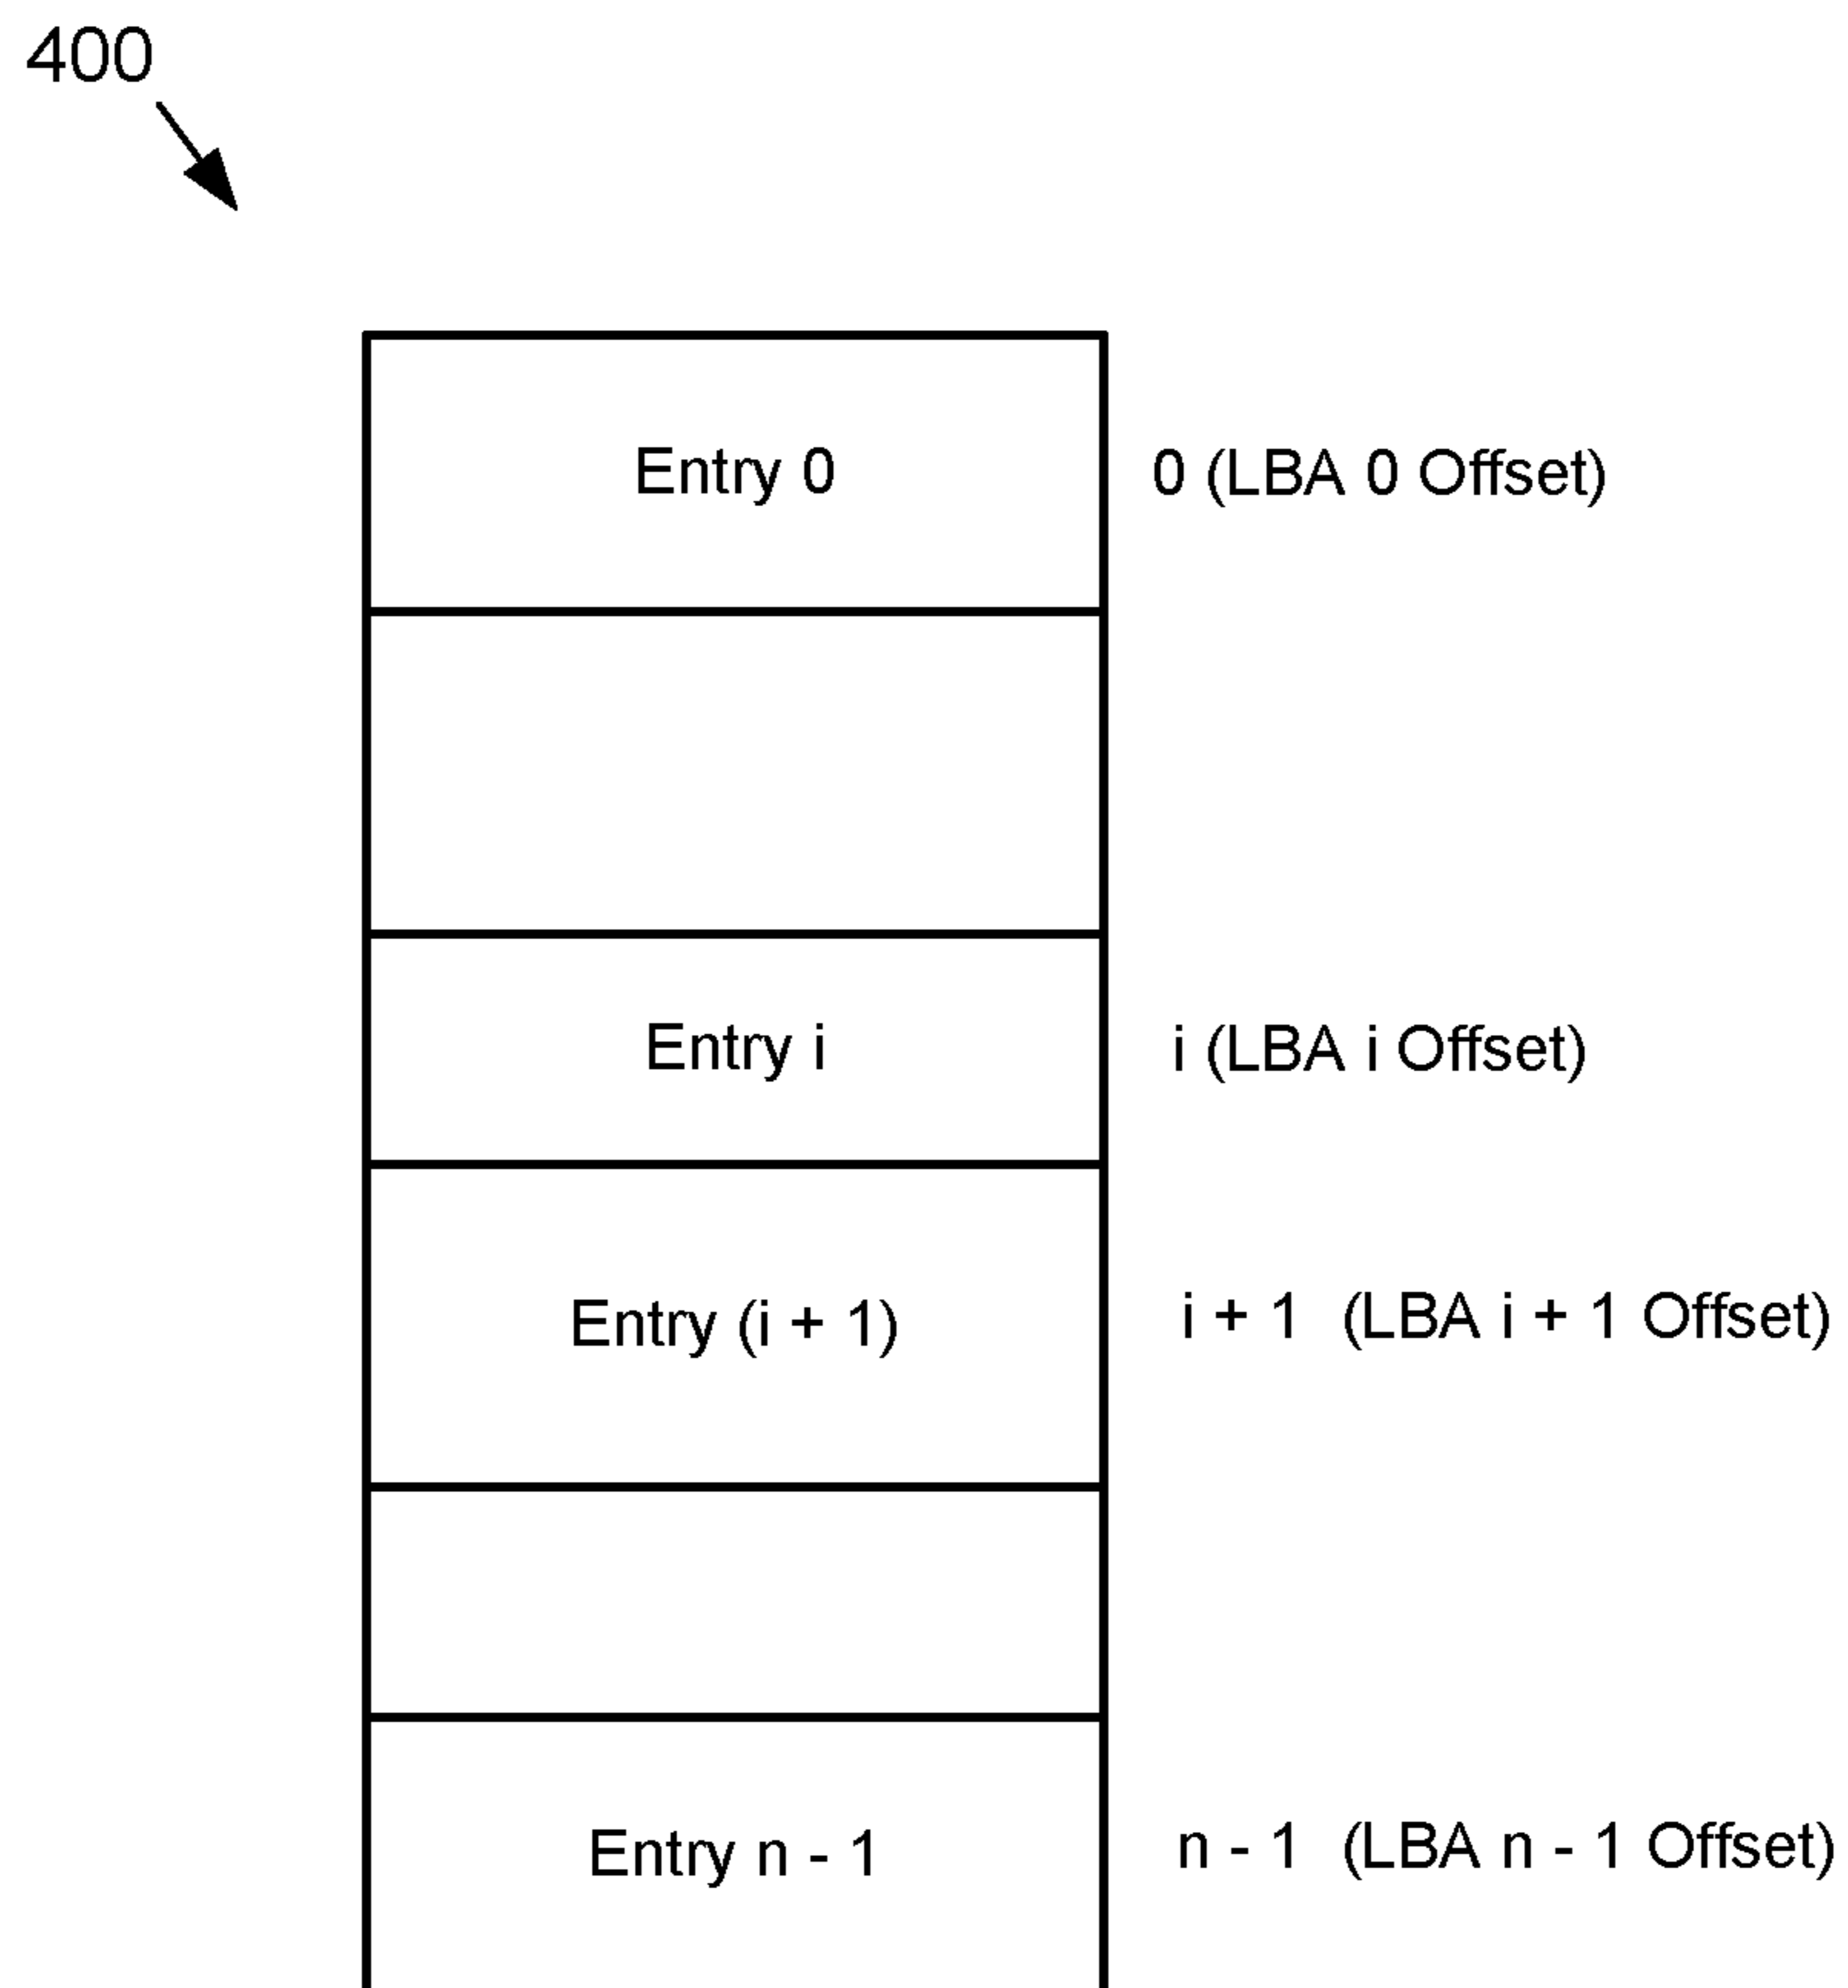 400
Entry 0 0 (LBA 0 Offset)
Entry i i (LBA i Offset)
Entry (i + 1) i + 1 (LBA i + 1 Offset)
Entry n - 1 n - 1 (LBA n - 1 Offset)